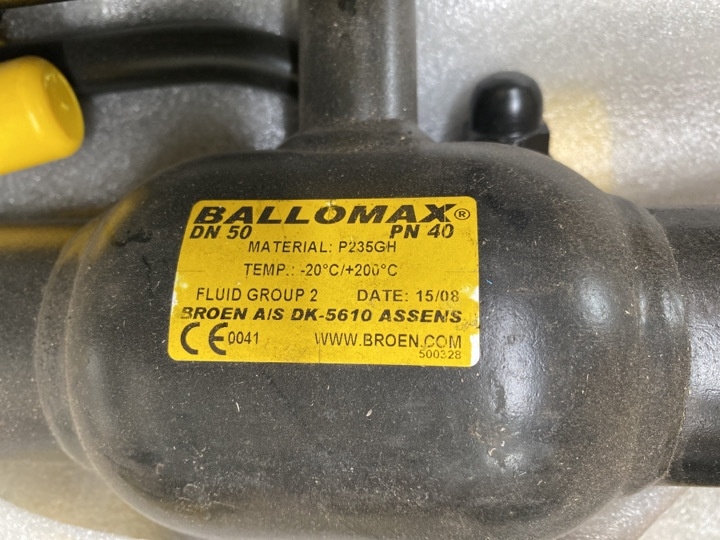 BALLOMAX®
DN 50 PN 40
MATERIAL: P235GH
TEMP.: -20°C/+200°C
FLUID GROUP 2 DATE: 15/08
BROEN A/S DK-5610 ASSENS
CE 0041 WWW.BROEN.COM
500328